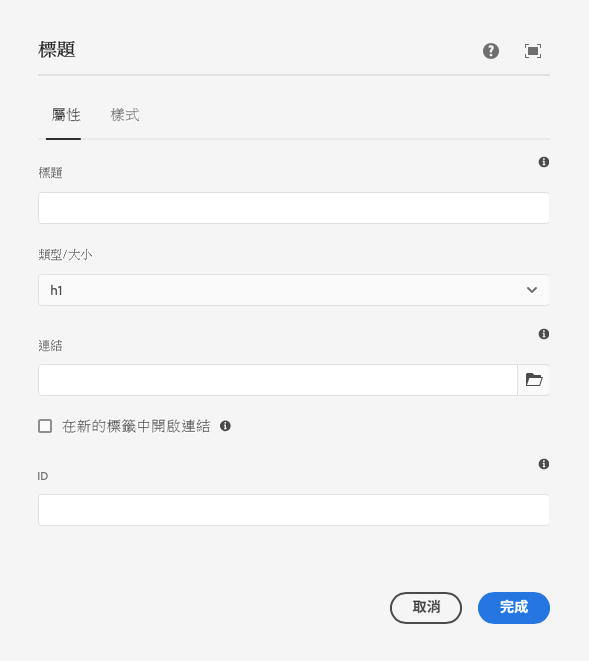 標題
屬性 樣式
標題
類型/大小
h1
連結
在新的標籤中開啟連結
ID
取消 完成